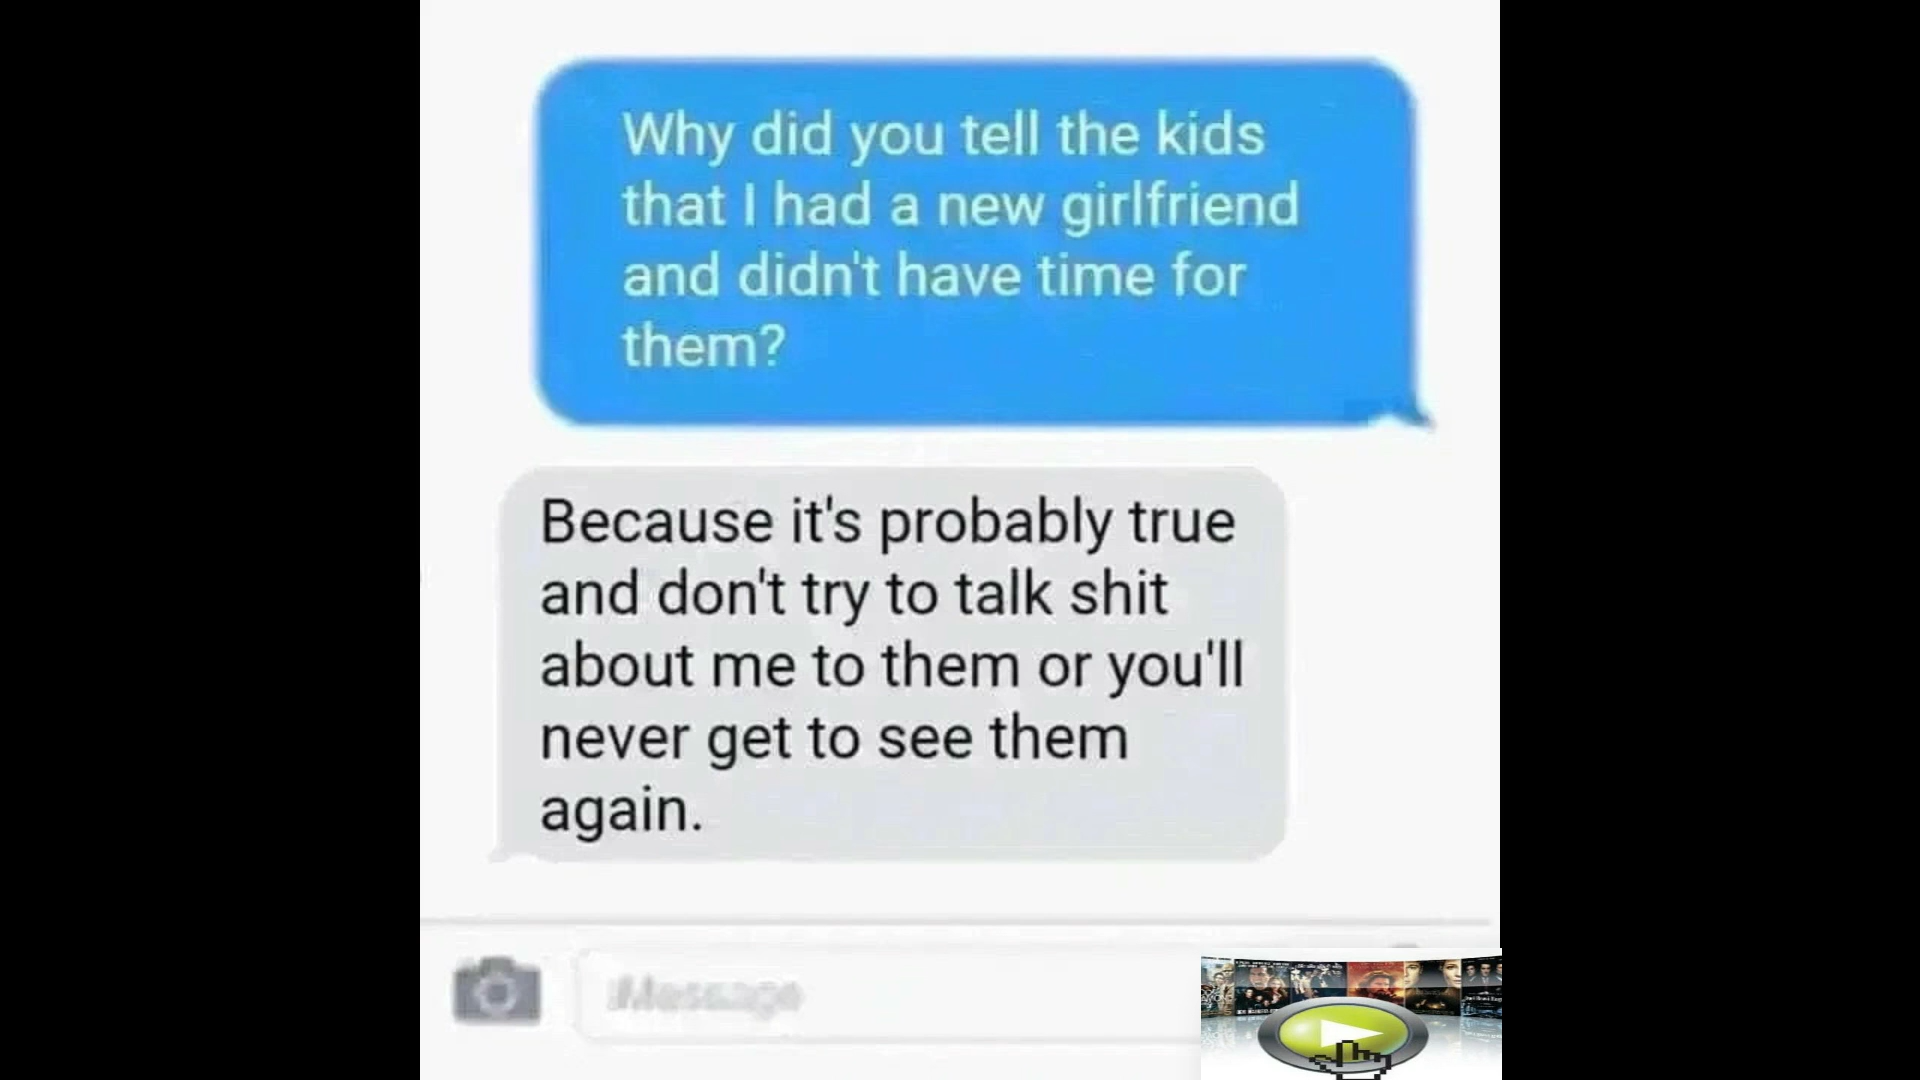 Why did you tell the kids
that I had a new girlfriend
and didn't have time for
them?
Because it's probably true
and don't try to talk shit
about me to them or you'll
never get to see them
again.
iMessage